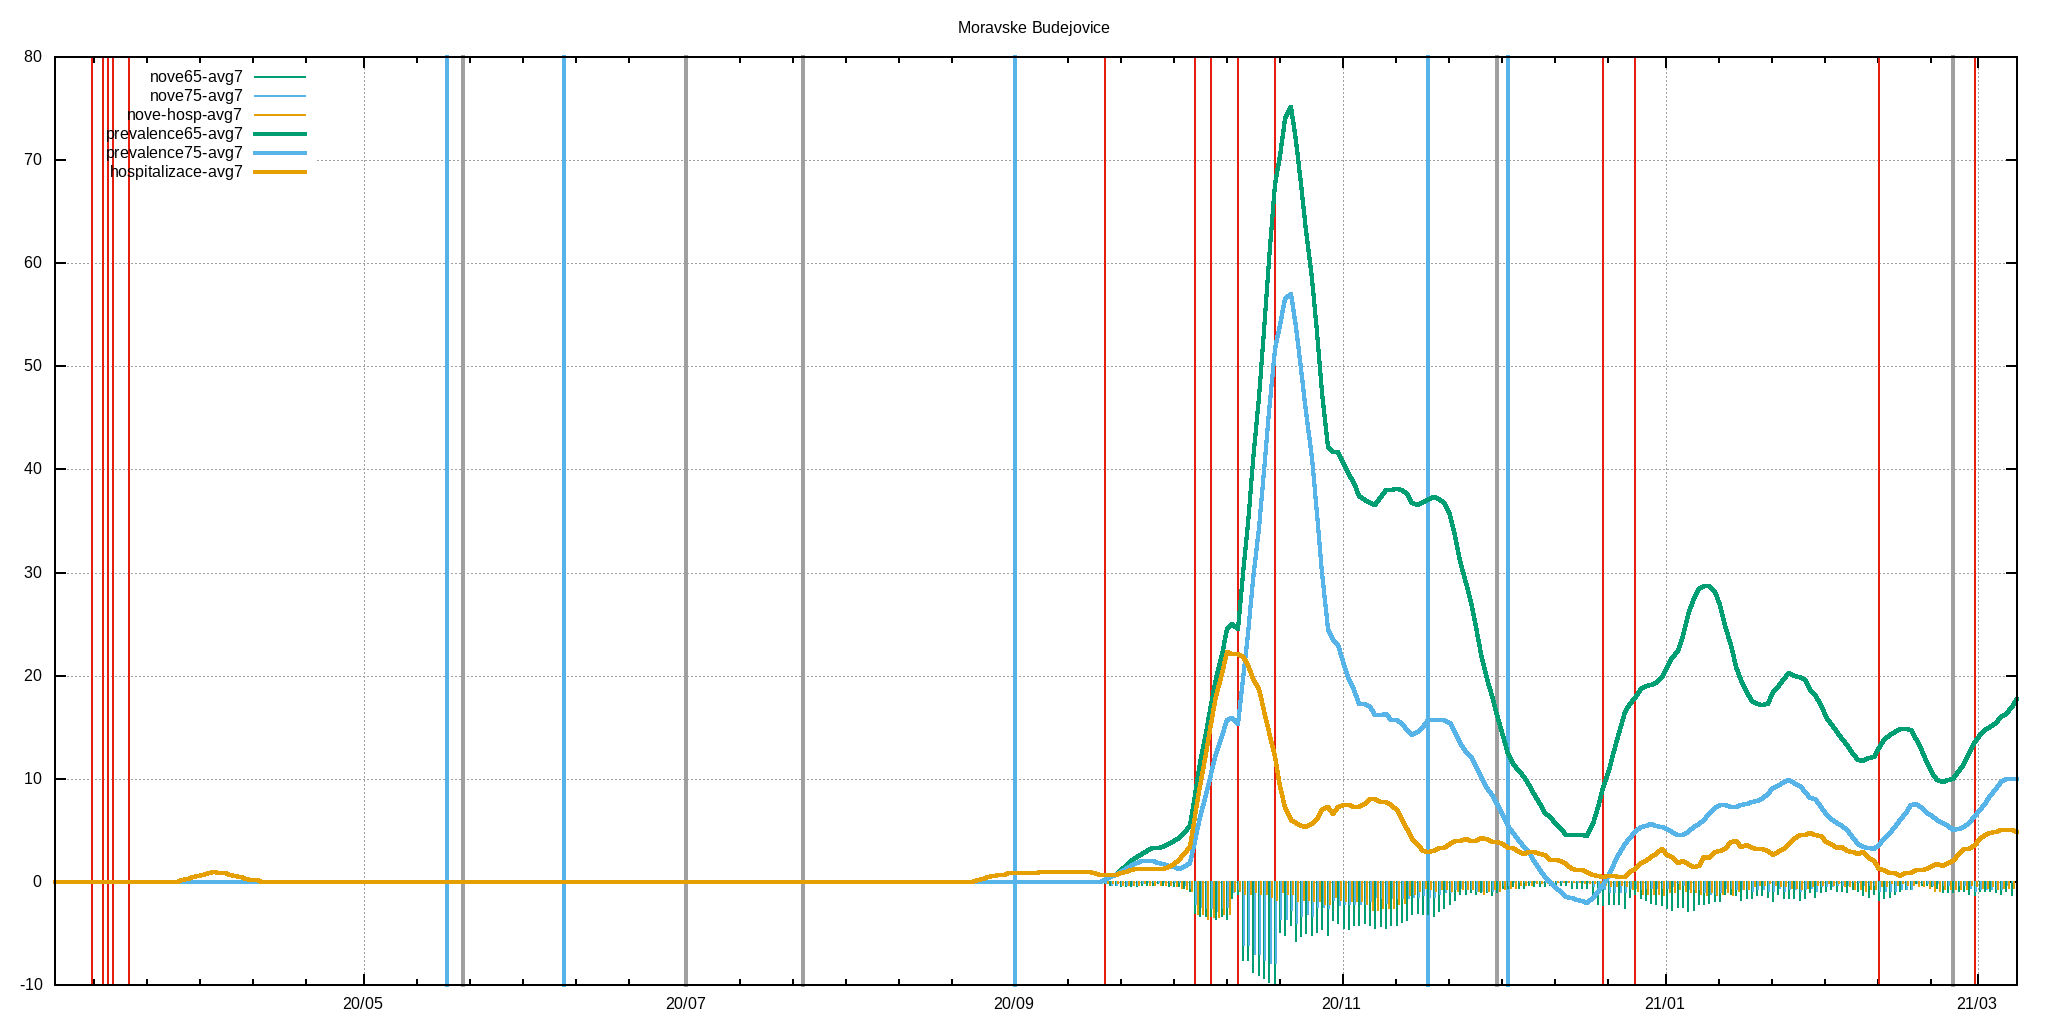 Moravske Budejovice
80
70
60
50
40
30
20
10
0
-10
nove65-avg7
nove75-avg7
nove-hosp-avg7
prevalence65-avg7
prevalence75-avg7
hospitalizace-avg7
20/05
20/07
20/09
20/11
21/01
21/03